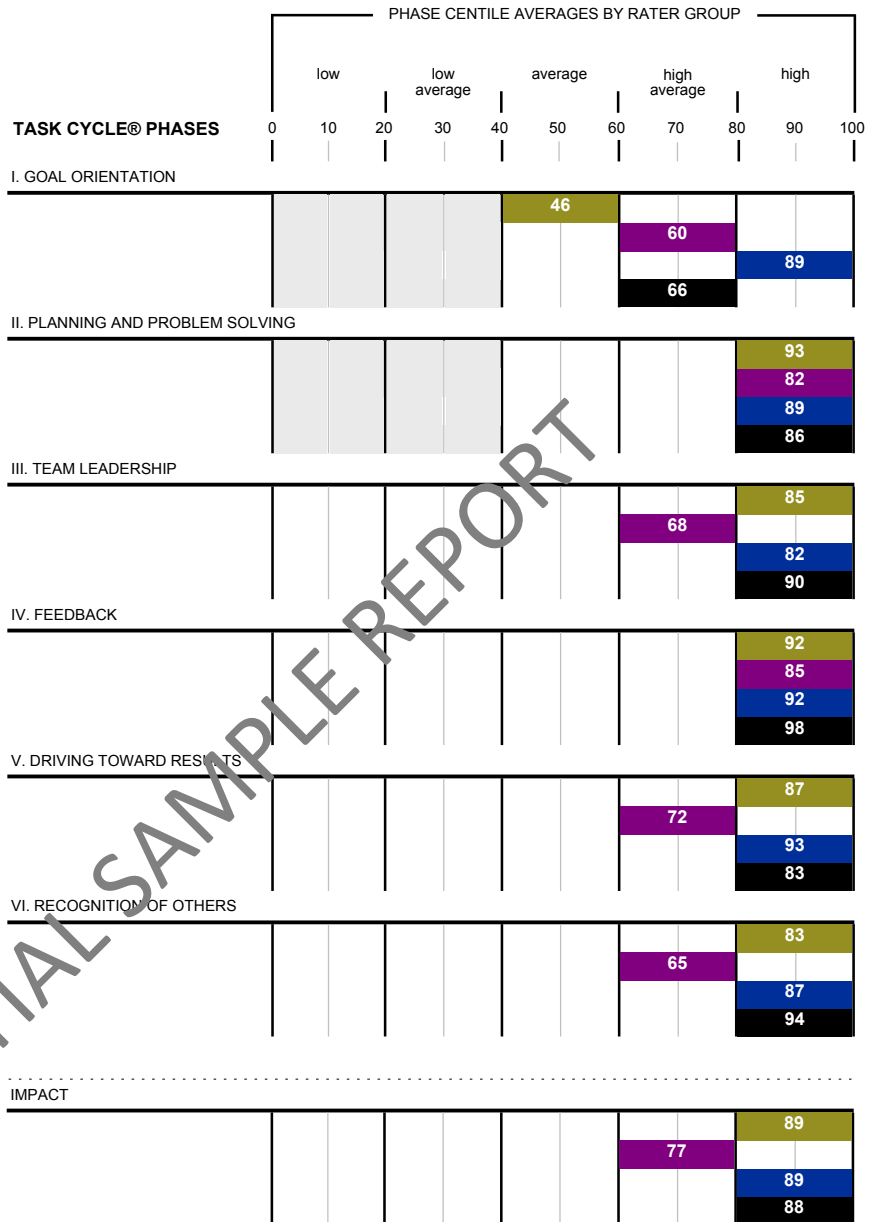 PHASE CENTILE AVERAGES BY RATER GROUP
low low average average high average high
TASK CYCLE® PHASES 0 10 20 30 40 50 60 70 80 90 100
I. GOAL ORIENTATION
46
60
89
66
II. PLANNING AND PROBLEM SOLVING
93
82
89
86
III. TEAM LEADERSHIP
85
68
82
90
IV. FEEDBACK
92
85
92
98
V. DRIVING TOWARD RESULTS
87
72
93
83
VI. RECOGNITION OF OTHERS
83
65
87
94
IMPACT
89
77
89
88
TIAL SAMPLE REPORT